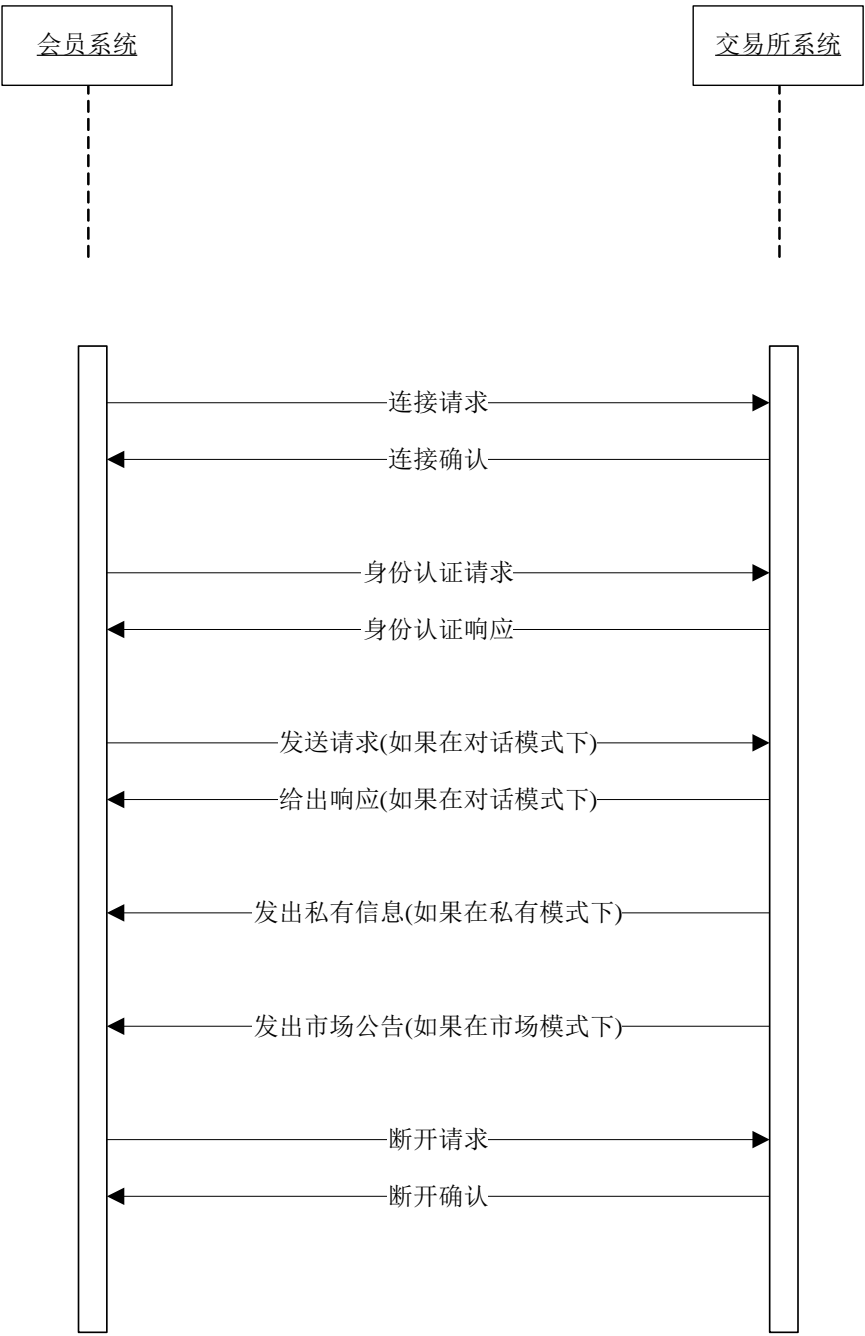 会员系统
交易所系统
连接请求
连接确认
身份认证请求
身份认证响应
发送请求(如果在对话模式下)
给出响应(如果在对话模式下)
发出私有信息(如果在私有模式下)
发出市场公告(如果在市场模式下)
断开请求
断开确认